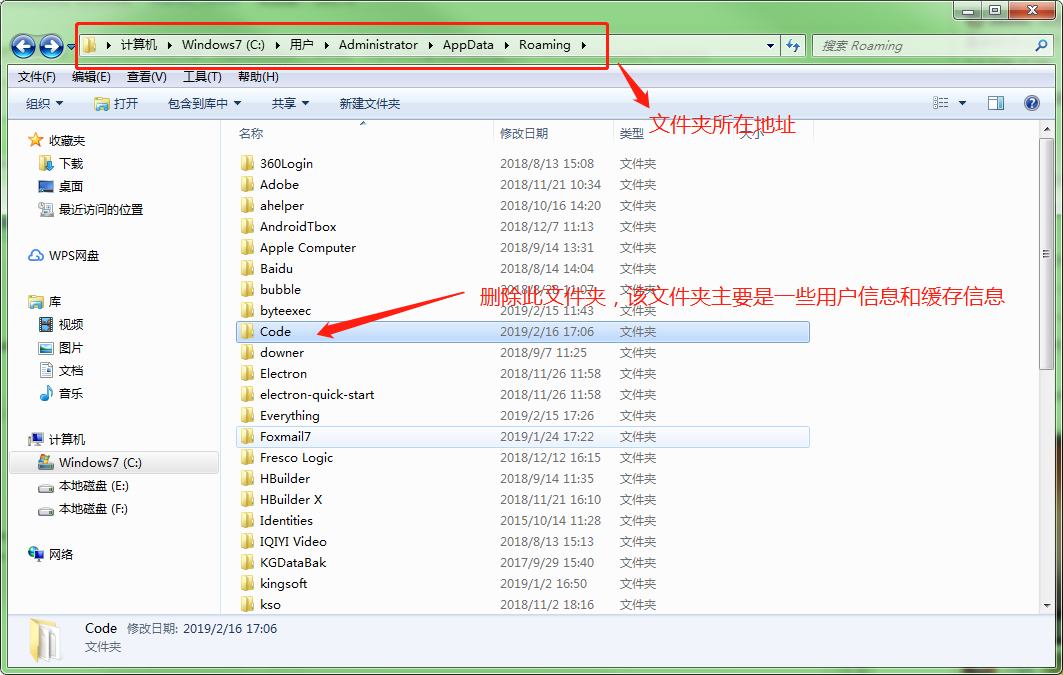 计算机 Windows7 (C:) 用户 Administrator AppData Roaming
搜索 Roaming
文件(F) 编辑(E) 查看(V) 工具(T) 帮助(H)
组织 打开 包含到库中 共享 新建文件夹
文件夹所在地址
名称 修改日期 类型 大小
收藏夹
下载
桌面
最近访问的位置
WPS网盘
库
视频
图片
文档
音乐
计算机
Windows7 (C:)
本地磁盘 (E:)
本地磁盘 (F:)
网络
360Login 2018/8/13 15:08 文件夹
Adobe 2018/11/21 10:34 文件夹
ahelper 2018/10/16 14:20 文件夹
AndroidTbox 2018/12/7 11:13 文件夹
Apple Computer 2018/9/14 13:31 文件夹
Baidu 2018/8/14 14:04 文件夹
bubble 文件夹
删除此文件夹，该文件夹主要是一些用户信息和缓存信息
byteexec 2019/2/15 11:43 文件夹
Code 2019/2/16 17:06 文件夹
downer 2018/9/7 11:25 文件夹
Electron 2018/11/26 11:58 文件夹
electron-quick-start 2018/11/26 11:58 文件夹
Everything 2019/2/15 17:26 文件夹
Foxmail7 2019/1/24 17:22 文件夹
Fresco Logic 2018/12/12 16:15 文件夹
HBuilder 2018/9/14 11:35 文件夹
HBuilder X 2018/11/21 16:10 文件夹
Identities 2015/10/14 11:28 文件夹
IQIYI Video 2018/8/13 15:13 文件夹
KGDataBak 2017/9/29 15:40 文件夹
kingsoft 2019/1/2 16:50 文件夹
kso 2018/11/2 18:16 文件夹
Code 修改日期: 2019/2/16 17:06
文件夹